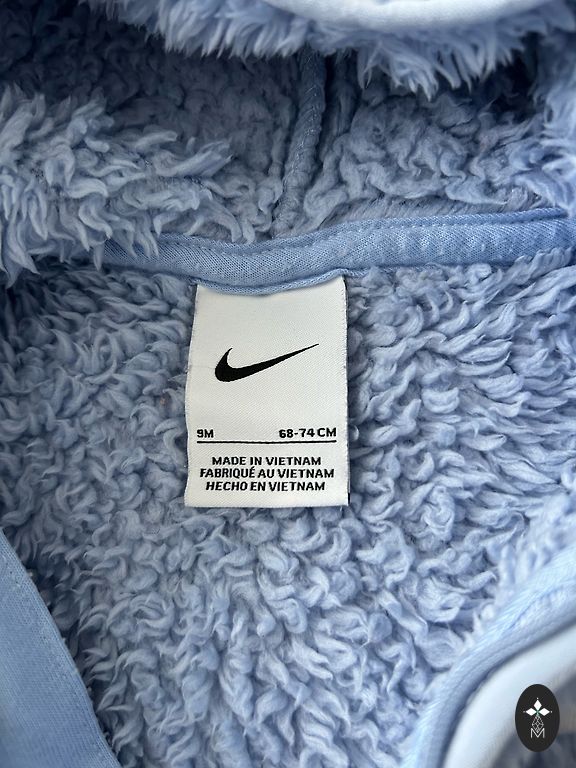 9M 68-74 CM
MADE IN VIETNAM
FABRIQUÉ AU VIETNAM
HECHO EN VIETNAM
M